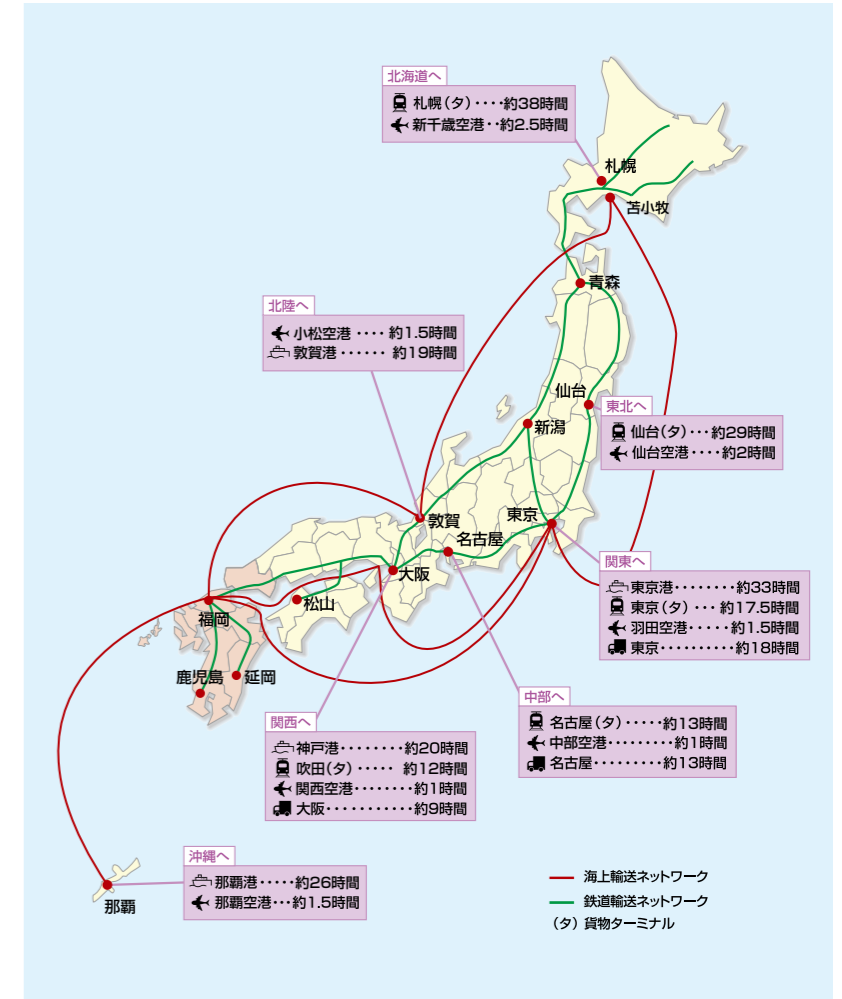 北海道へ
札幌(タ)・・・・約38時間
新千歳空港・・約2.5時間
札幌
苫小牧
青森
北陸へ
小松空港・・・・約1.5時間
敦賀港・・・・・・約19時間
仙台
新潟
東北へ
仙台(タ)・・・約29時間
仙台空港・・・・約2時間
敦賀
東京
名古屋
大阪
松山
福岡
鹿児島
延岡
関東へ
東京港・・・・・・・・約33時間
東京(タ)・・・約17.5時間
羽田空港・・・・・約1.5時間
東京・・・・・・・・・・約18時間
中部へ
名古屋(タ)・・・・・約13時間
中部空港・・・・・・・・・約1時間
名古屋・・・・・・・・・約13時間
関西へ
神戸港・・・・・・・・約20時間
吹田(タ)・・・・・約12時間
関西空港・・・・・・・・約1時間
大阪・・・・・・・・・・・約9時間
沖縄へ
那覇港・・・・・約26時間
那覇空港・・・約1.5時間
那覇
海上輸送ネットワーク
鉄道輸送ネットワーク
(タ)貨物ターミナル